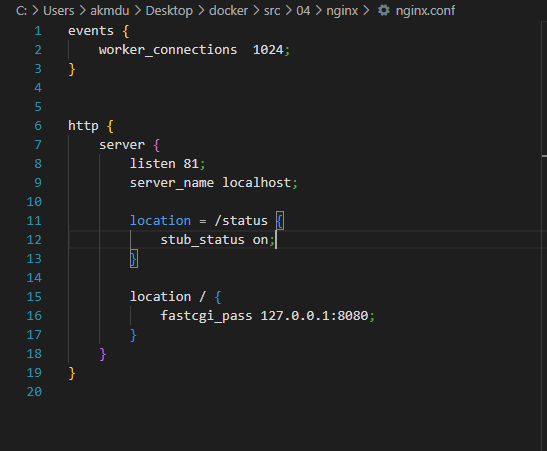 C: > Users > akmdu > Desktop > docker > src > 04 > nginx > nginx.conf
1 events {
2 worker_connections  1024;
3 }
4
5
6 http {
7 server {
8 listen 81;
9 server_name localhost;
10
11 location = /status {
12 stub_status on;
13 }
14
15 location / {
16 fastcgi_pass 127.0.0.1:8080;
17 }
18 }
19 }
20